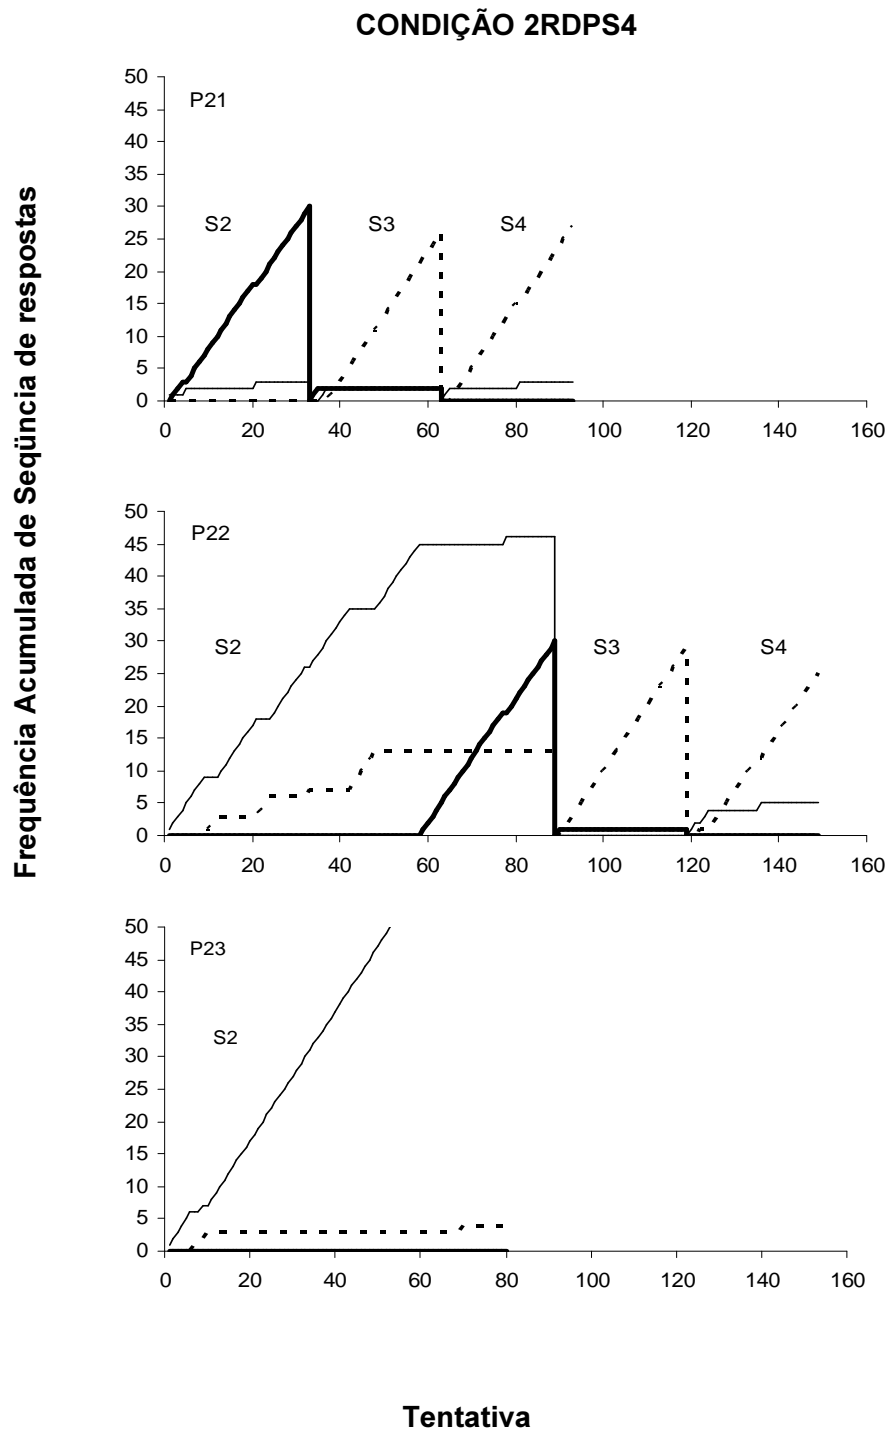 CONDIÇÃO 2RDPS4
Frequência Acumulada de Seqüncia de respostas
50
45
40
35
30
25
20
15
10
5
0
P21
S2
S3
S4
0 20 40 60 80 100 120 140 160
50
45
40
35
30
25
20
15
10
5
0
P22
S2
S3
S4
0 20 40 60 80 100 120 140 160
50
45
40
35
30
25
20
15
10
5
0
P23
S2
0 20 40 60 80 100 120 140 160
Tentativa